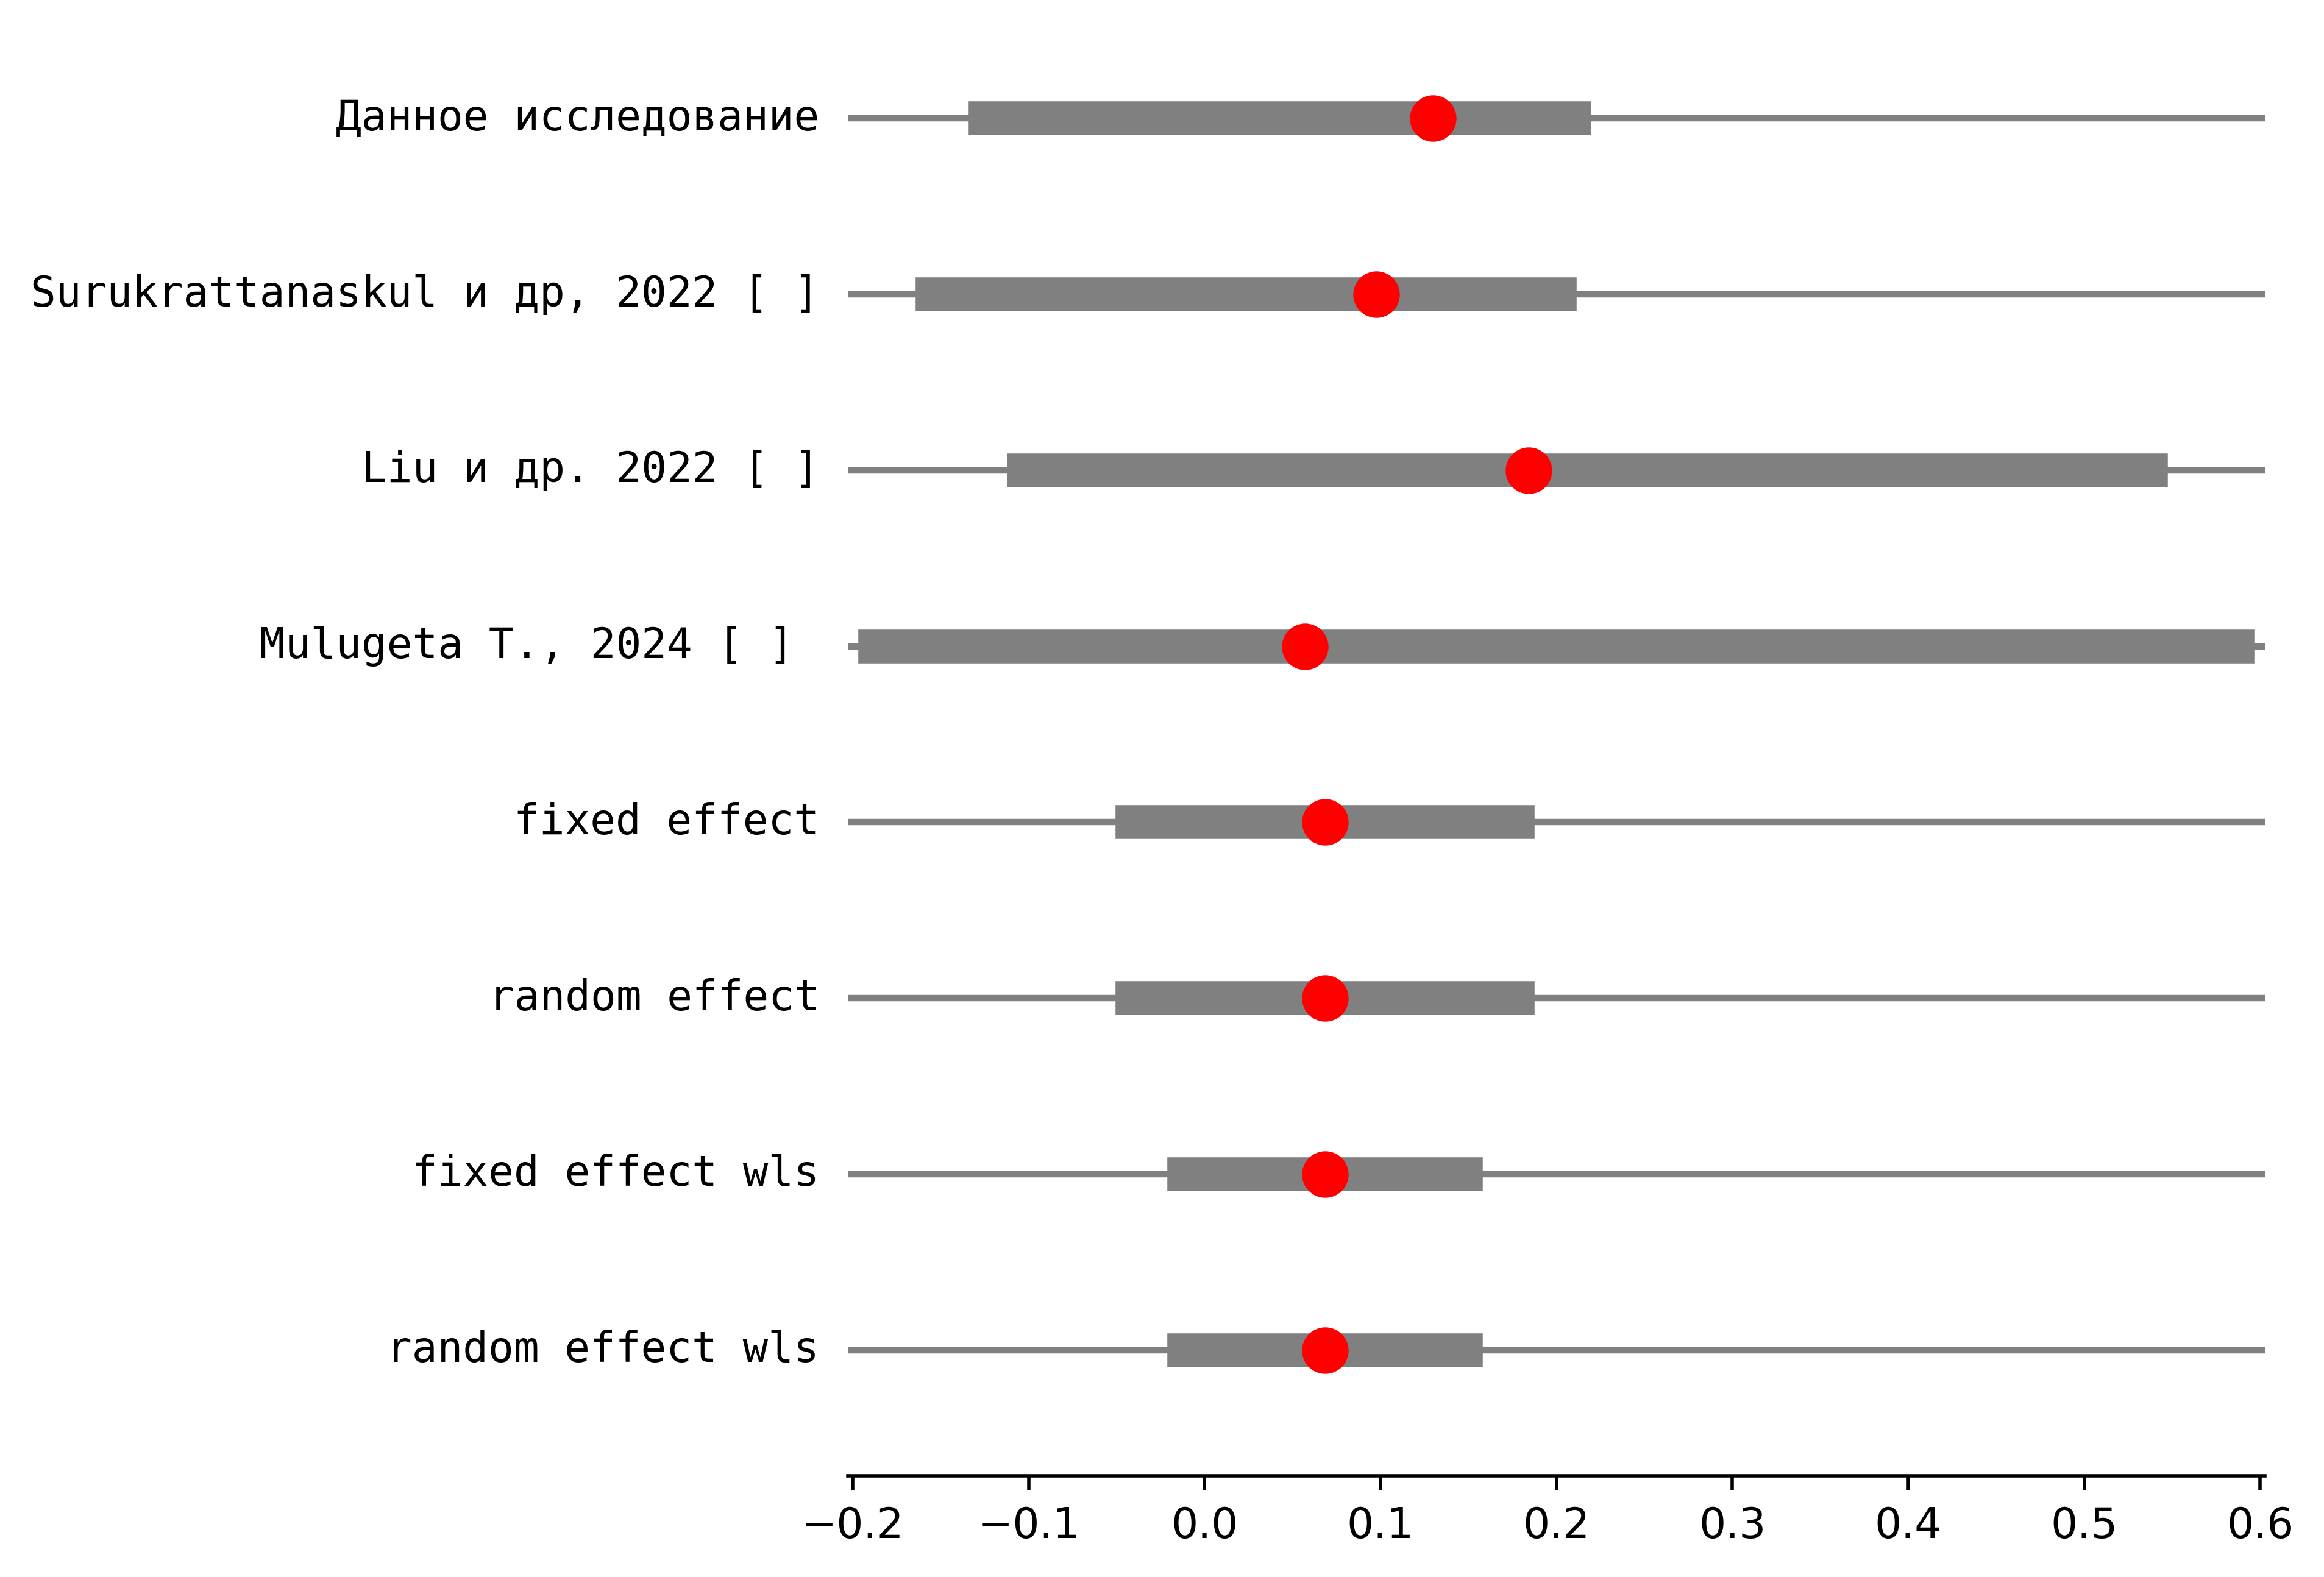 Данное исследование
Surukrattanaskul и др, 2022 [ ]
Liu и др. 2022 [ ]
Mulugeta T., 2024 [ ]
fixed effect
random effect
fixed effect wls
random effect wls
−0.2 −0.1 0.0 0.1 0.2 0.3 0.4 0.5 0.6